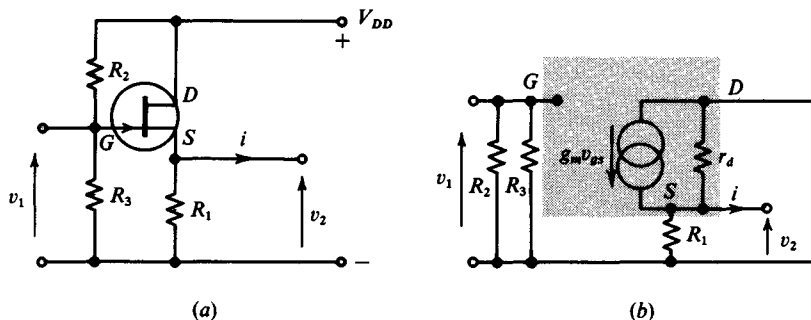 V_DD
+
R_2
D
S
i
G
v_1
R_3
R_1
v_2
−
(a)
G
D
v_1
R_2
R_3
g_m v_gs
r_d
S
i
R_1
v_2
(b)